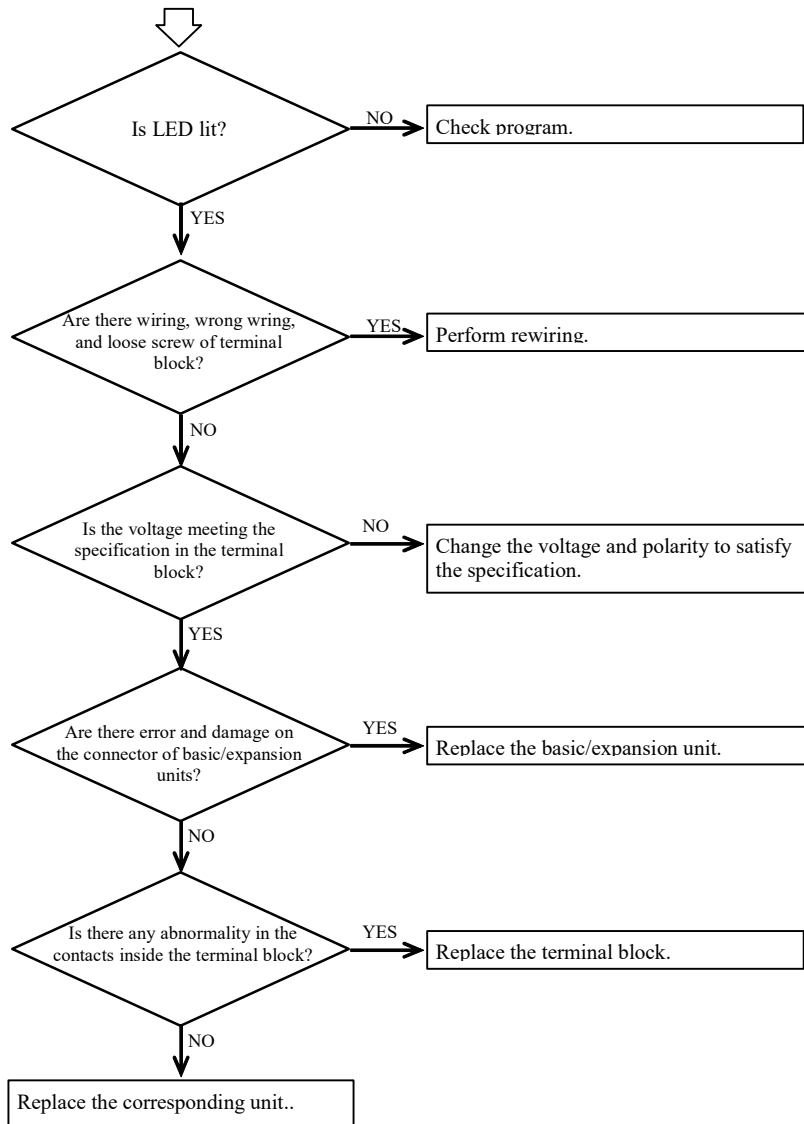 Is LED lit?
NO
Check program.
YES
Are there wiring, wrong wring,
and loose screw of terminal
block?
YES
Perform rewiring.
NO
Is the voltage meeting the
specification in the terminal
block?
NO
Change the voltage and polarity to satisfy
the specification.
YES
Are there error and damage on
the connector of basic/expansion
units?
YES
Replace the basic/expansion unit.
NO
Is there any abnormality in the
contacts inside the terminal block?
YES
Replace the terminal block.
NO
Replace the corresponding unit..